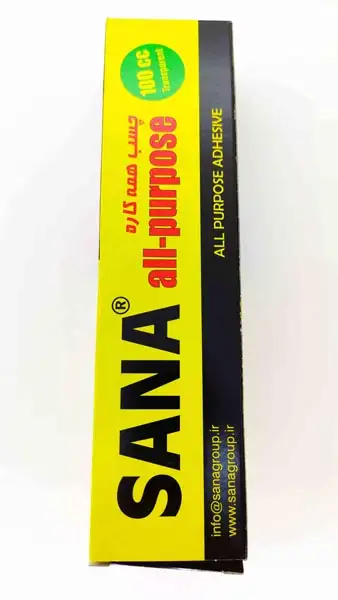 SANA®
چسب همه کاره
all-purpose
100 cc
Transparent
ALL PURPOSE ADHESIVE
info@sanagroup.ir
www.sanagroup.ir